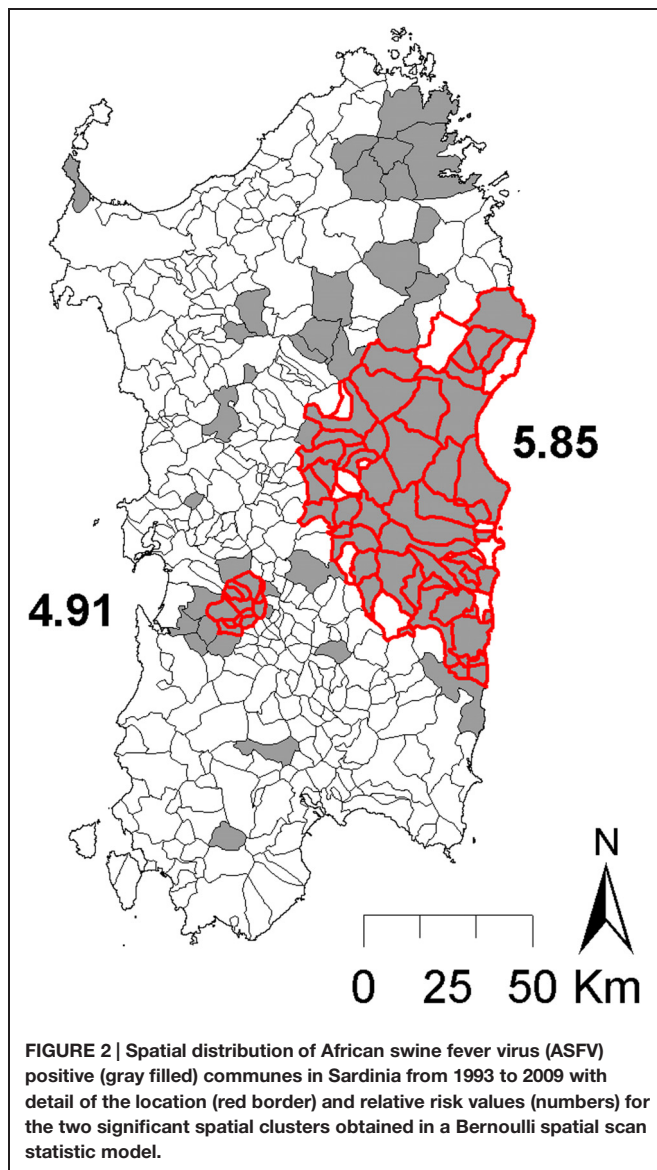 5.85
4.91
N
0 25 50 Km
FIGURE 2 | Spatial distribution of African swine fever virus (ASFV)
positive (gray filled) communes in Sardinia from 1993 to 2009 with
detail of the location (red border) and relative risk values (numbers) for
the two significant spatial clusters obtained in a Bernoulli spatial scan
statistic model.